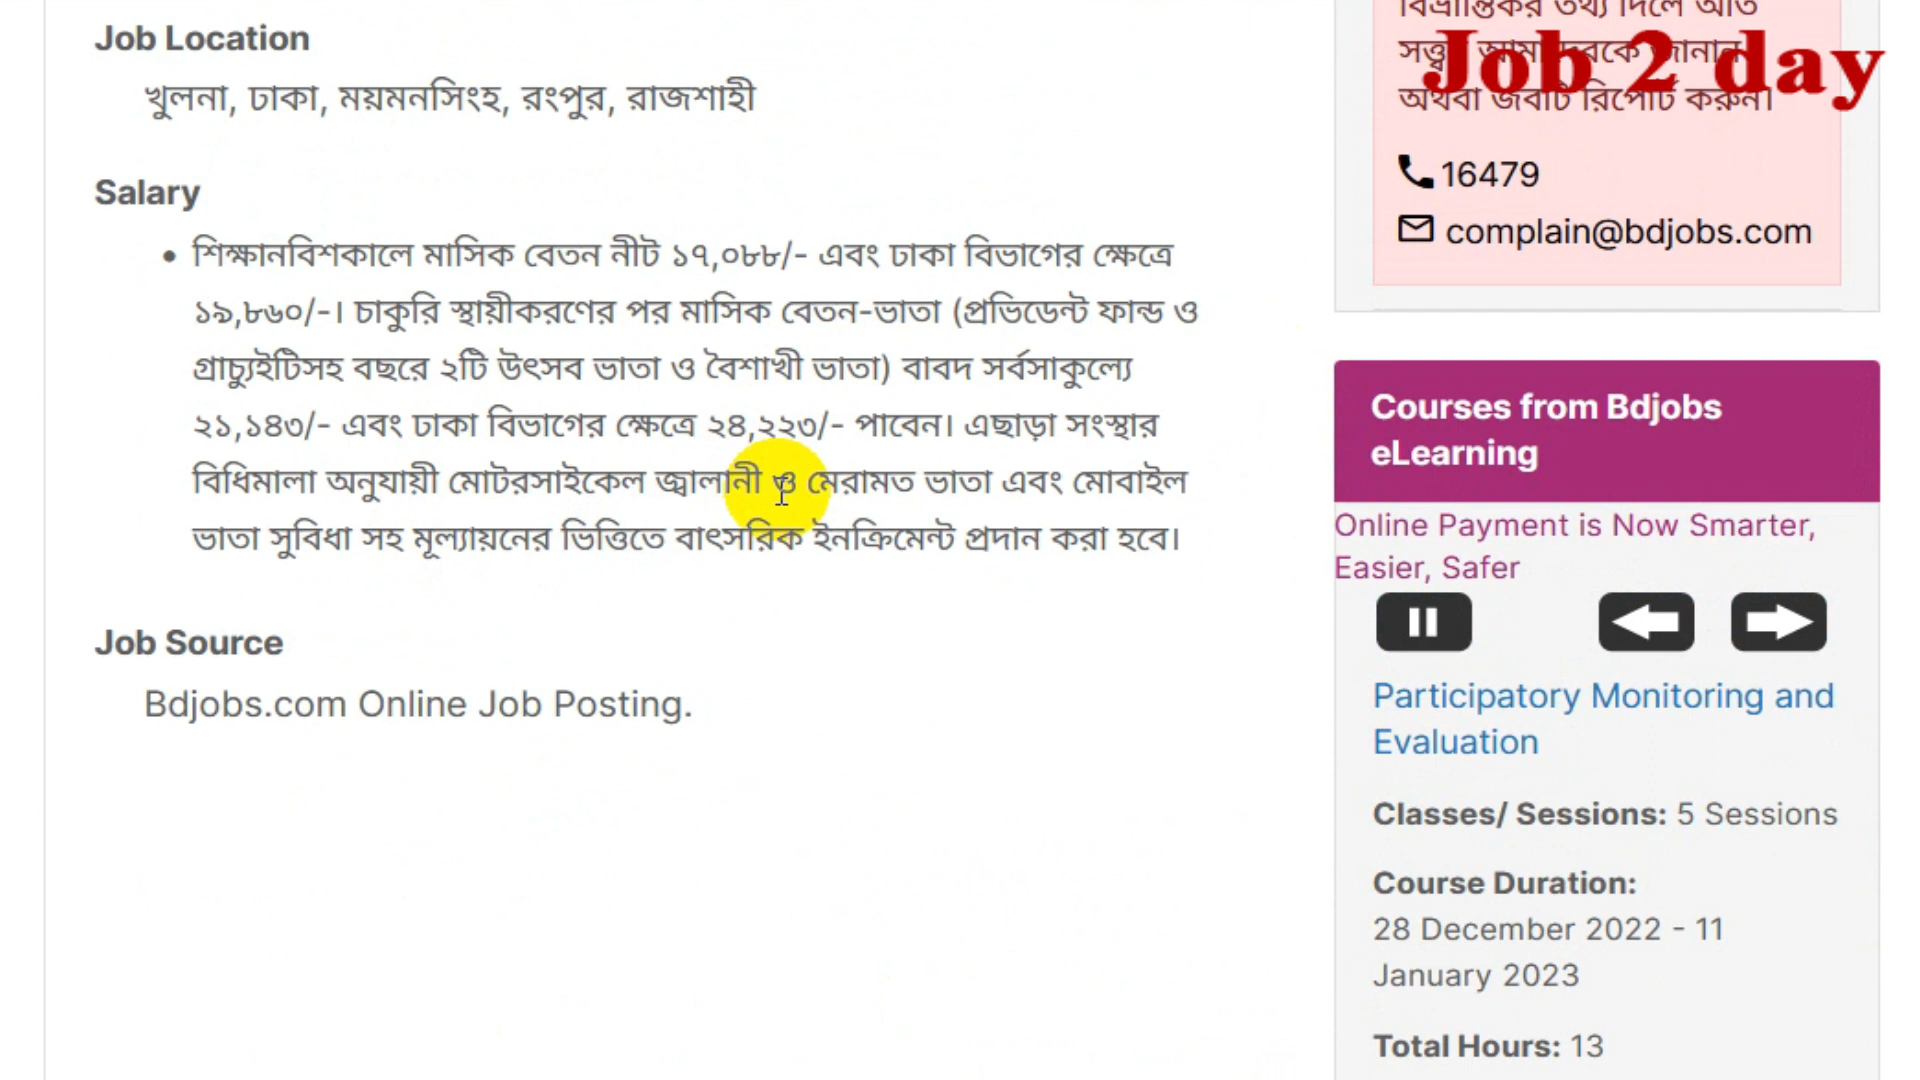 Job Location
খুলনা, ঢাকা, ময়মনসিংহ, রংপুর, রাজশাহী
Salary
• শিক্ষানবিশকালে মাসিক বেতন নীট ১৭,০৮৮/- এবং ঢাকা বিভাগের ক্ষেত্রে
১৯,৮৬০/-। চাকুরি স্থায়ীকরণের পর মাসিক বেতন-ভাতা (প্রভিডেন্ট ফান্ড ও
গ্রাচ্যুইটিসহ বছরে ২টি উৎসব ভাতা ও বৈশাখী ভাতা) বাবদ সর্বসাকুল্যে
২১,১৪৩/- এবং ঢাকা বিভাগের ক্ষেত্রে ২৪,২২৩/- পাবেন। এছাড়া সংস্থার
বিধিমালা অনুযায়ী মোটরসাইকেল জ্বালানী ও মেরামত ভাতা এবং মোবাইল
ভাতা সুবিধা সহ মূল্যায়নের ভিত্তিতে বাৎসরিক ইনক্রিমেন্ট প্রদান করা হবে।
Job Source
Bdjobs.com Online Job Posting.
বিভ্রান্তিকর তথ্য দিলে অতি
জানান
অথবা জবটি রিপোর্ট করুন।
Job 2 day
16479
complain@bdjobs.com
Courses from Bdjobs
eLearning
Online Payment is Now Smarter,
Easier, Safer
Participatory Monitoring and
Evaluation
Classes/ Sessions: 5 Sessions
Course Duration:
28 December 2022 - 11
January 2023
Total Hours: 13